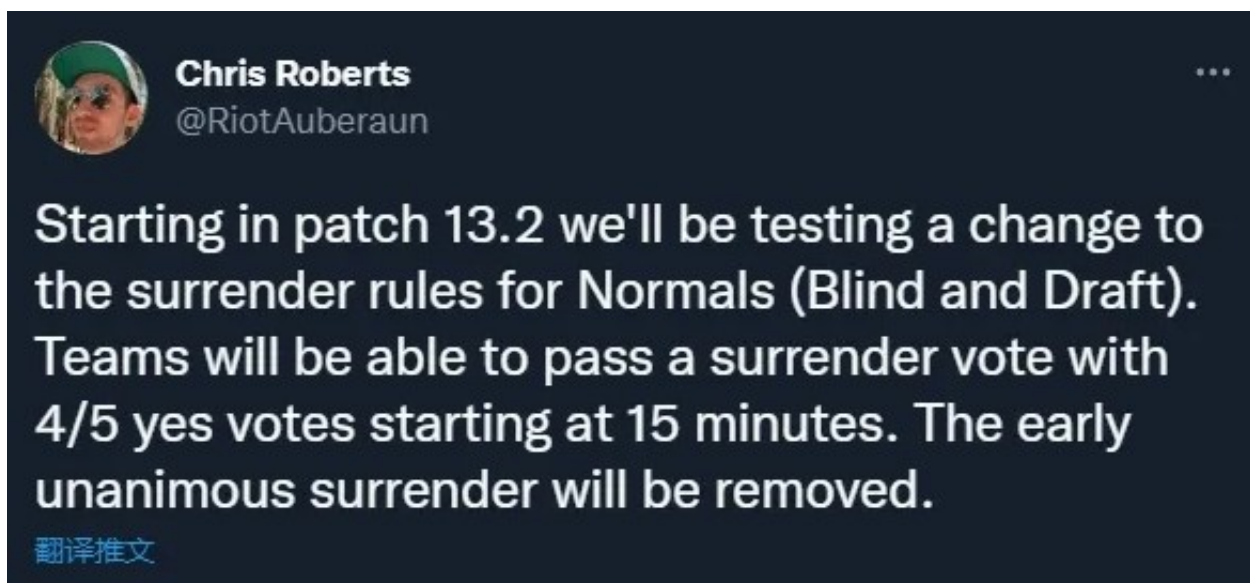 Chris Roberts
@RiotAuberaun
Starting in patch 13.2 we'll be testing a change to
the surrender rules for Normals (Blind and Draft).
Teams will be able to pass a surrender vote with
4/5 yes votes starting at 15 minutes. The early
unanimous surrender will be removed.
翻译推文